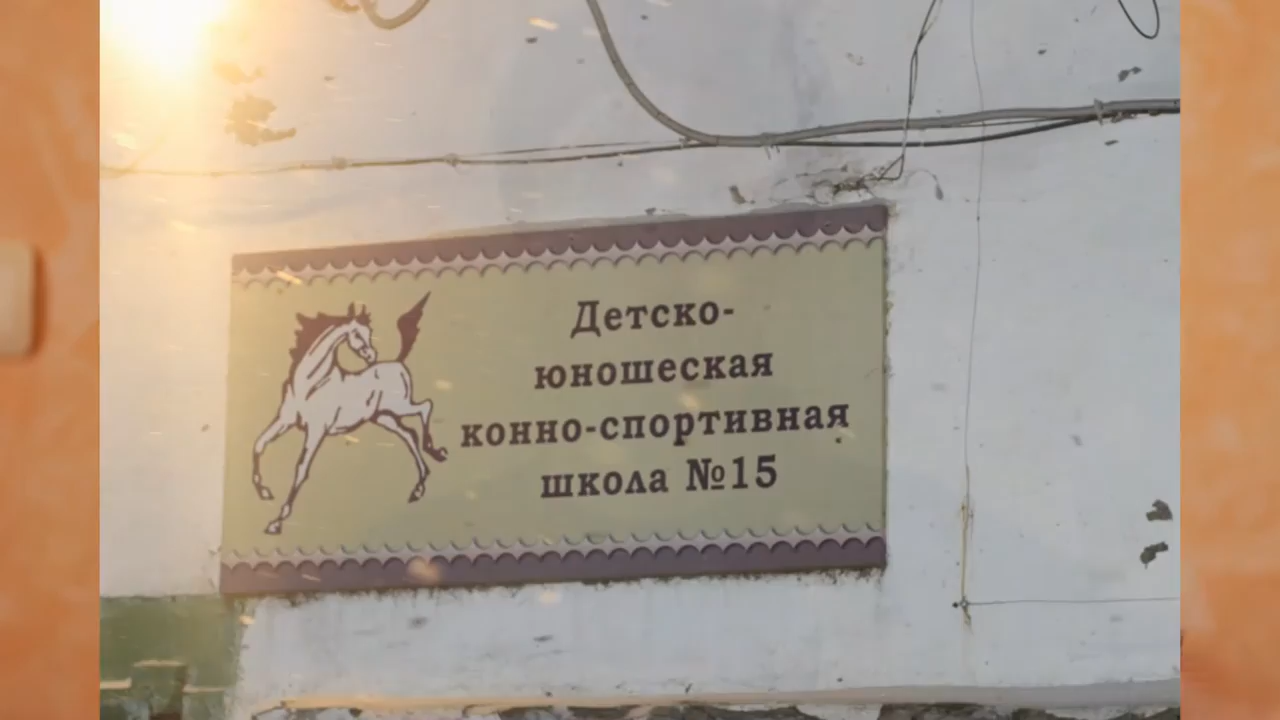 Детско-
юношеская
конно-спортивная
школа №15